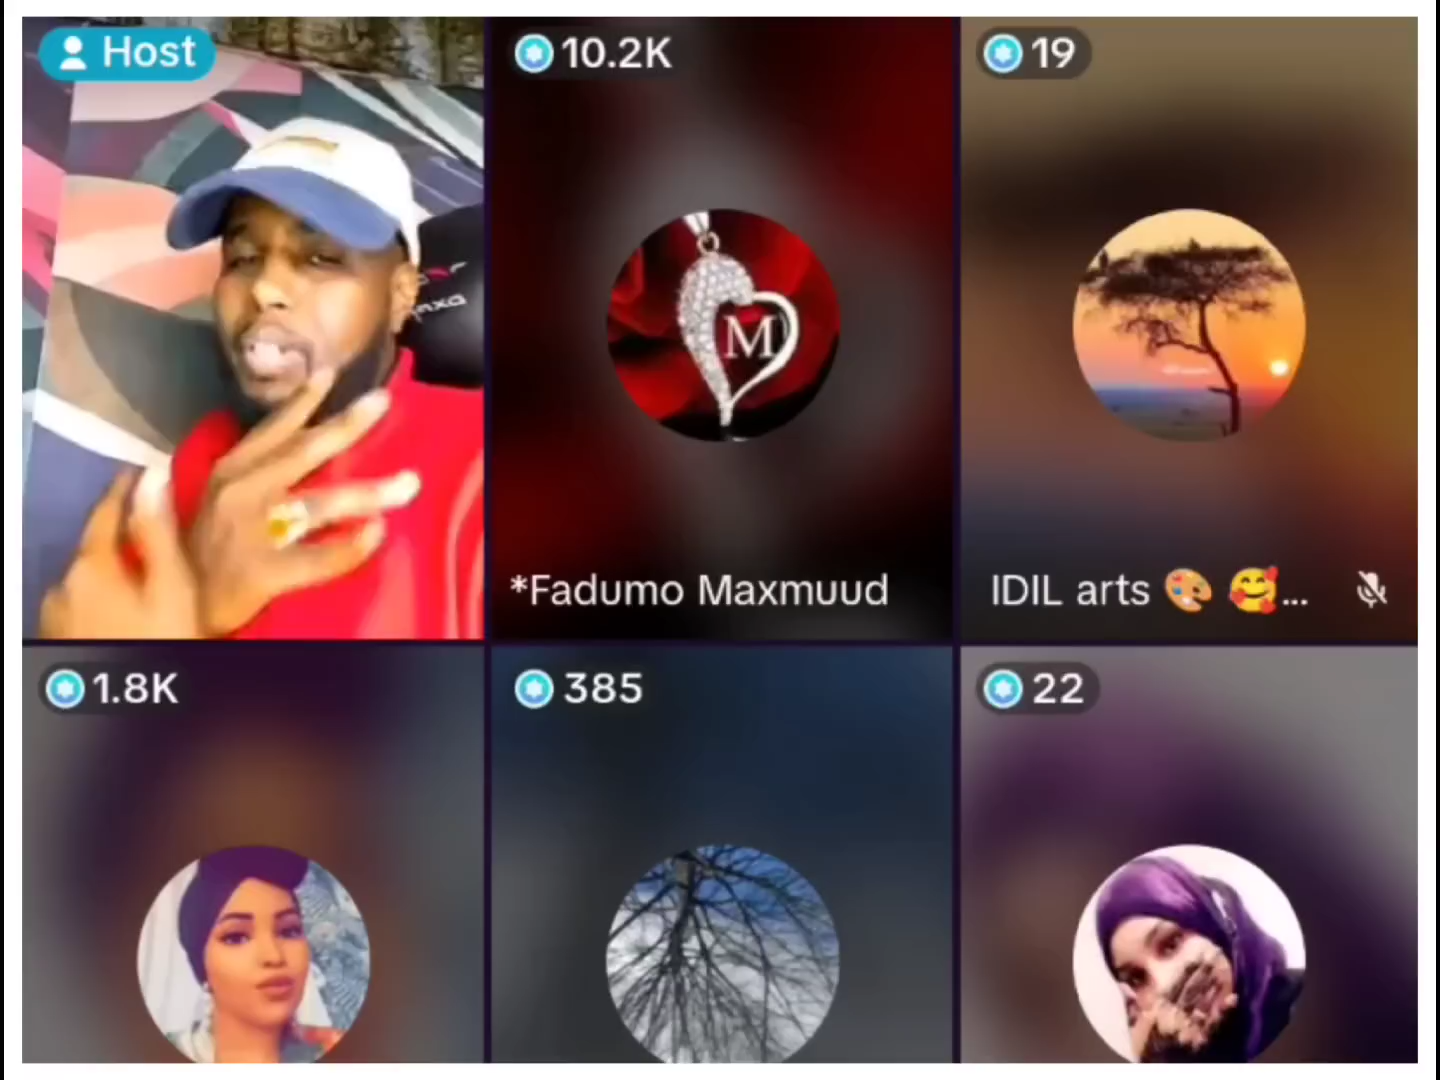 Host
10.2K
19
M
*Fadumo Maxmuud
IDIL arts 🎨 🥰...
1.8K
385
22